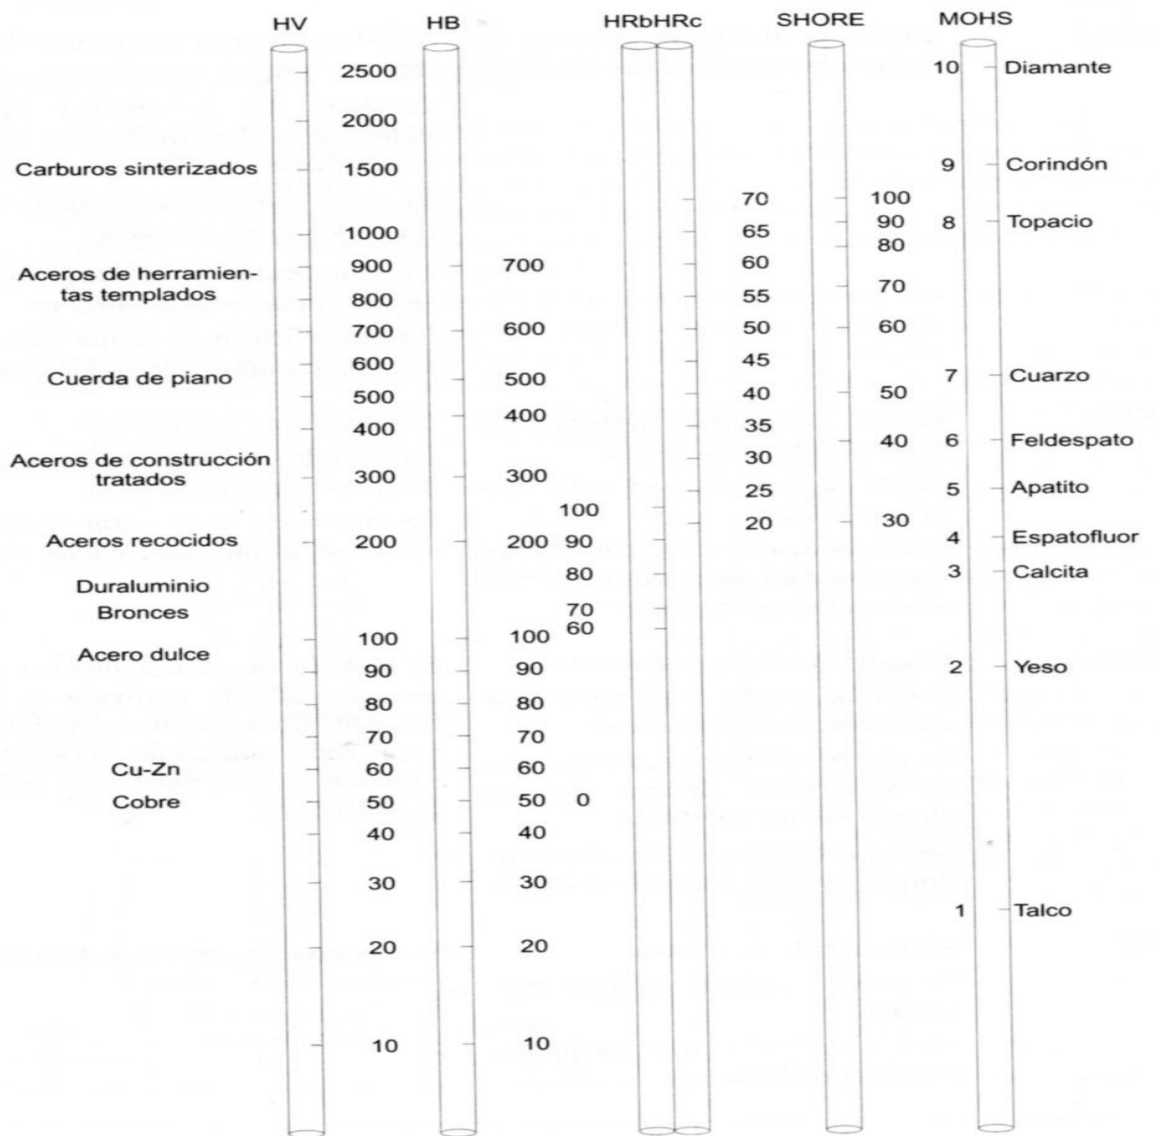 HV HB HRbHRc SHORE MOHS
2500 10 Diamante
2000
Carburos sinterizados 1500 9 Corindón
70 100
1000 65 90 8 Topacio
80
Aceros de herramien- 900 700 60
tas templados 800 55 70
700 600 50 60
600 45
Cuerda de piano 500 7 Cuarzo
500 40 50
400 400 35
40 6 Feldespato
Aceros de construcción 30
tratados 300 300
25 5 Apatito
100 20 30
Aceros recocidos 200 200 90 4 Espatofluor
80 3 Calcita
Duraluminio
Bronces 70
60
100 100
Acero dulce
90 90 2 Yeso
80 80
70 70
Cu-Zn 60 60
Cobre 50 50 0
40 40
30 30
1 Talco
20 20
10 10